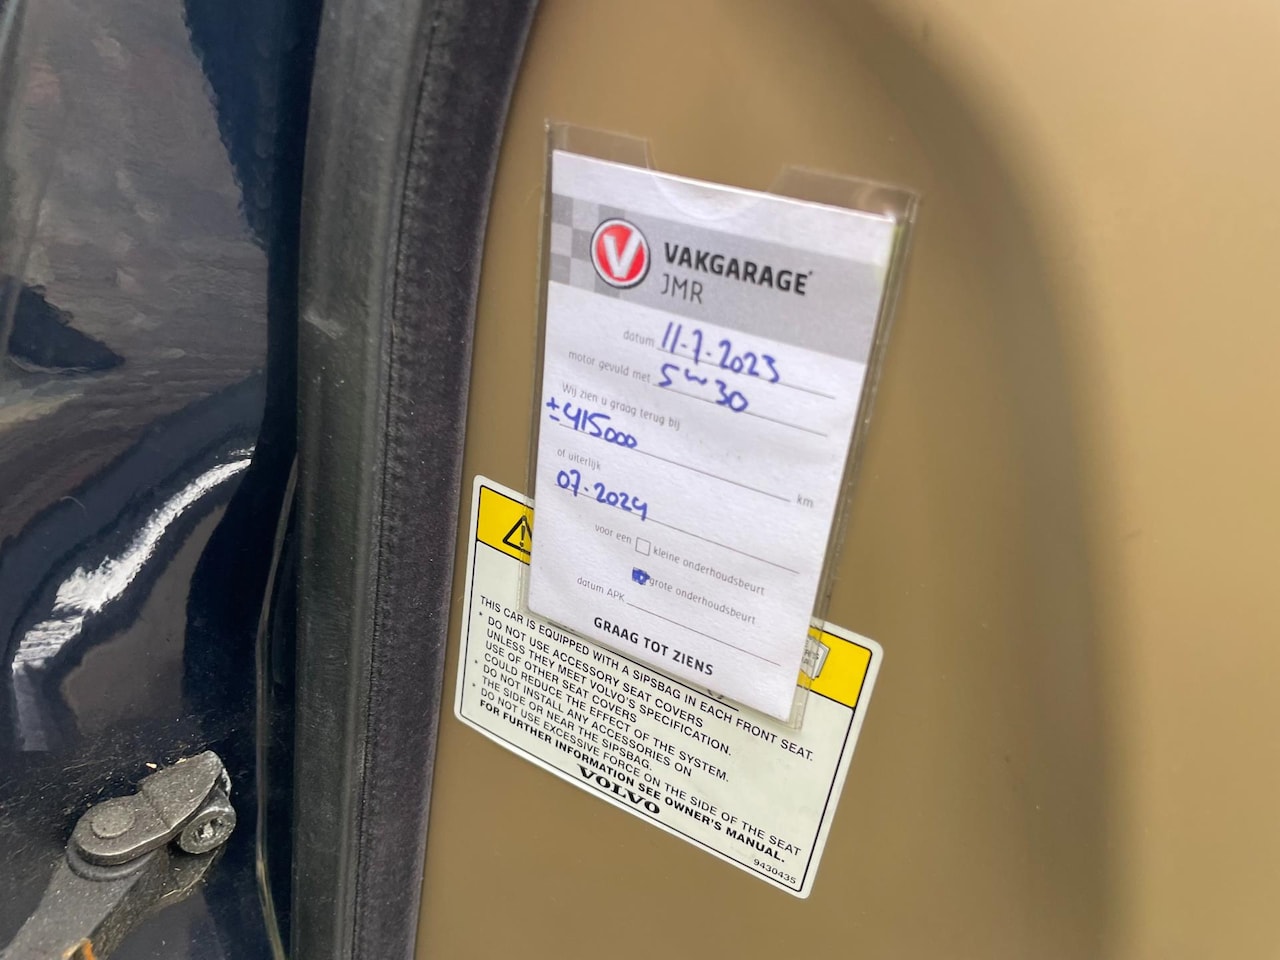 V VAKGARAGE
JMR
datum 11-7-2023
motor gevuld met 5w30
Wij zien u graag terug bij
±415000 km
of uiterlijk
07-2024
voor een kleine onderhoudsbeurt
grote onderhoudsbeurt
datum APK
GRAAG TOT ZIENS
THIS CAR IS EQUIPPED WITH A SIPSBAG IN EACH FRONT SEAT.
* DO NOT USE ACCESSORY SEAT COVERS
UNLESS THEY MEET VOLVO'S SPECIFICATION.
USE OF OTHER SEAT COVERS
COULD REDUCE THE EFFECT OF THE SYSTEM.
* DO NOT INSTALL ANY ACCESSORIES ON
THE SIDE OR NEAR THE SIPSBAG.
* DO NOT USE EXCESSIVE FORCE ON THE SIDE OF THE SEAT
FOR FURTHER INFORMATION SEE OWNER'S MANUAL.
VOLVO
9430435